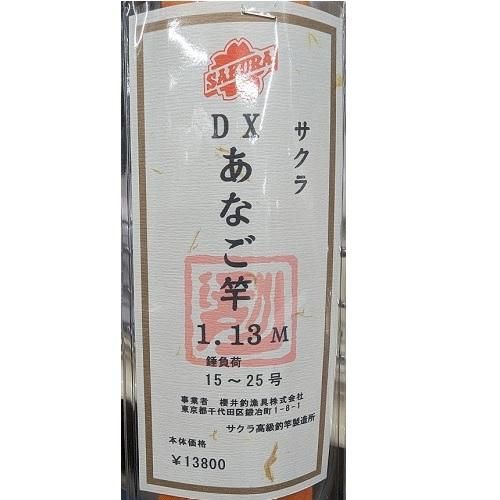 SAKURA
サクラ
DX
あなご竿
1.13M
錘負荷
15～25号
事業者 櫻井釣漁具株式会社
東京都千代田区鍛冶町1-8-1
サクラ高級釣竿製造所
本体価格
￥13800